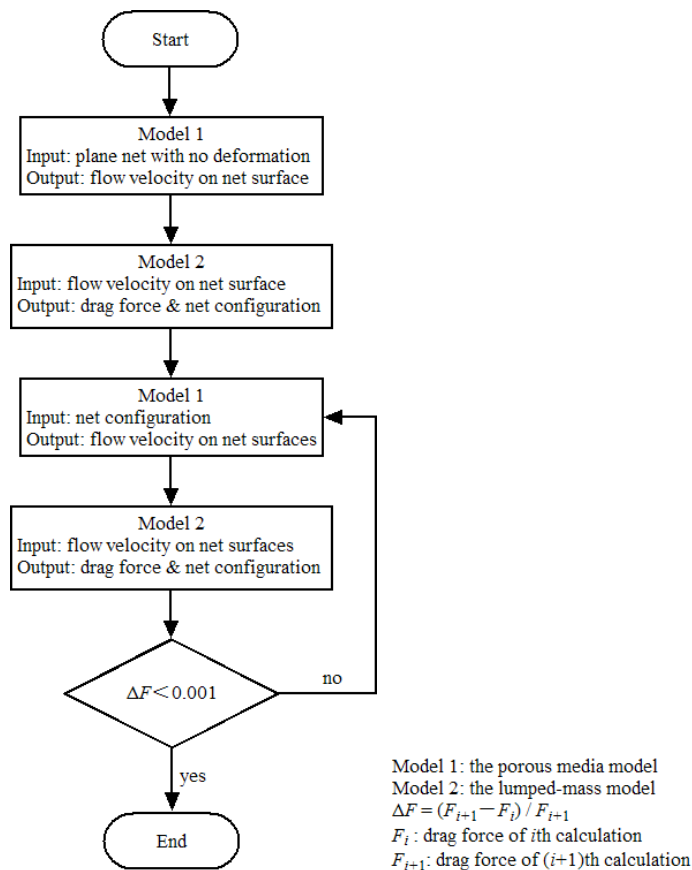 Start
Model 1
Input: plane net with no deformation
Output: flow velocity on net surface
Model 2
Input: flow velocity on net surface
Output: drag force & net configuration
Model 1
Input: net configuration
Output: flow velocity on net surfaces
Model 2
Input: flow velocity on net surfaces
Output: drag force & net configuration
ΔF<0.001
no
yes
End
Model 1: the porous media model
Model 2: the lumped-mass model
ΔF = (Fi+1−Fi) / Fi+1
Fi : drag force of ith calculation
Fi+1: drag force of (i+1)th calculation